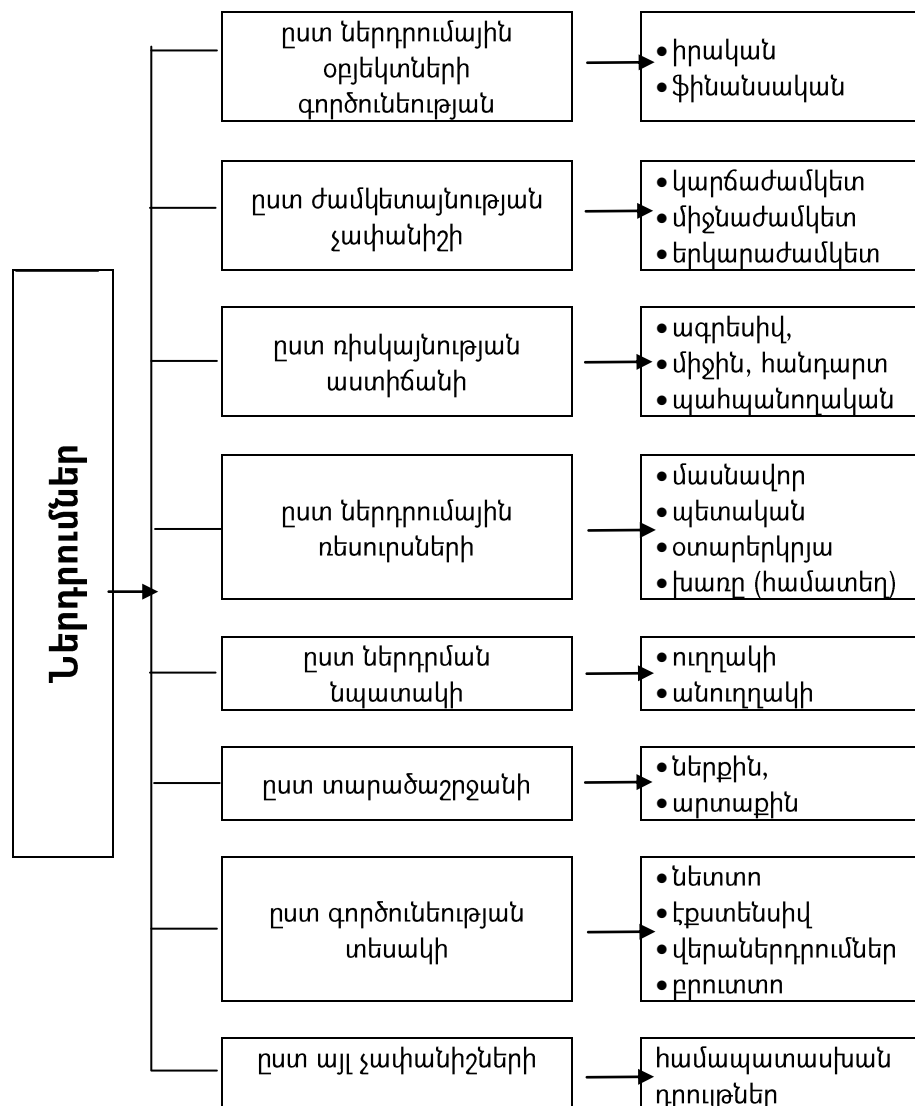 Ներդրումներ
ըստ ներդրումային
օբյեկտների
գործունեության
• իրական
• ֆինանսական
ըստ ժամկետայնության
չափանիշի
• կարճաժամկետ
• միջնաժամկետ
• երկարաժամկետ
ըստ ռիսկայնության
աստիճանի
• ագրեսիվ,
• միջին, հանդարտ
• պահպանողական
ըստ ներդրումային
ռեսուրսների
• մասնավոր
• պետական
• օտարերկրյա
• խառը (համատեղ)
ըստ ներդրման
նպատակի
• ուղղակի
• անուղղակի
ըստ տարածաշրջանի
• ներքին,
• արտաքին
ըստ գործունեության
տեսակի
• նետտո
• էքստենսիվ
• վերաներդրումներ
• բրուտտո
ըստ այլ չափանիշների
համապատասխան
դրույթներ